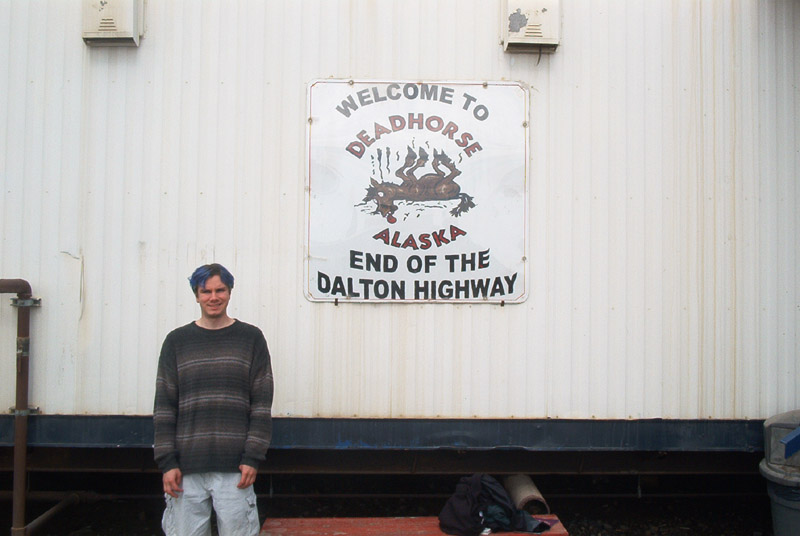 WELCOME TO
DEADHORSE
ALASKA
END OF THE
DALTON HIGHWAY